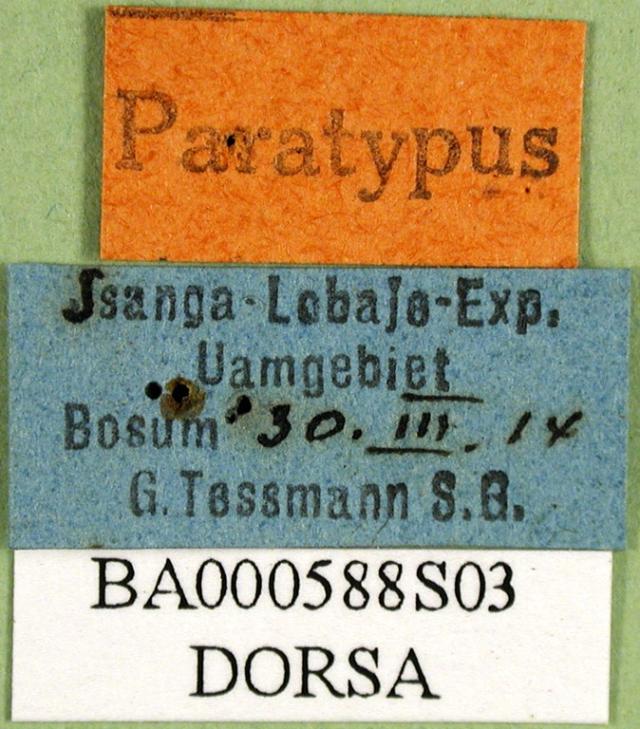 Paratypus
Jsanga-Lobaje-Exp.
Uamgebiet
Bosum 30. III. 14
G. Tessmann S.G.
BA000588S03
DORSA